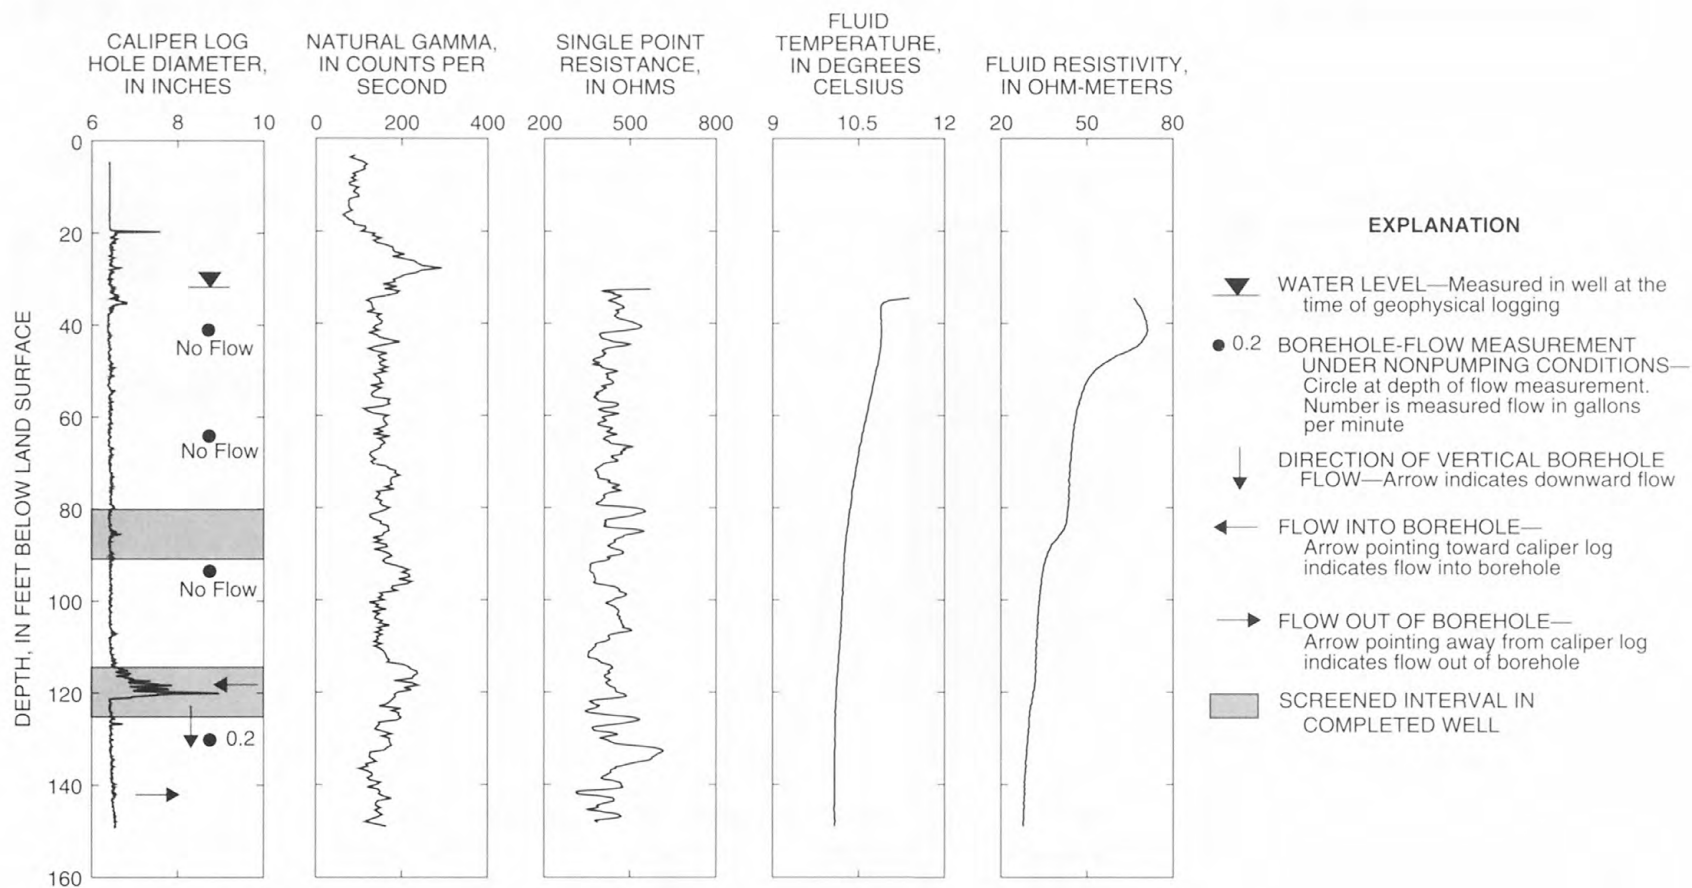 CALIPER LOG
HOLE DIAMETER,
IN INCHES
NATURAL GAMMA,
IN COUNTS PER
SECOND
SINGLE POINT
RESISTANCE,
IN OHMS
FLUID
TEMPERATURE,
IN DEGREES
CELSIUS
FLUID RESISTIVITY,
IN OHM-METERS
6 8 10
0 200 400
200 500 800
9 10.5 12
20 50 80
DEPTH, IN FEET BELOW LAND SURFACE
0
20
40
60
80
100
120
140
160
No Flow
No Flow
No Flow
0.2
EXPLANATION
WATER LEVEL—Measured in well at the
time of geophysical logging
0.2 BOREHOLE-FLOW MEASUREMENT
UNDER NONPUMPING CONDITIONS—
Circle at depth of flow measurement.
Number is measured flow in gallons
per minute
DIRECTION OF VERTICAL BOREHOLE
FLOW—Arrow indicates downward flow
FLOW INTO BOREHOLE—
Arrow pointing toward caliper log
indicates flow into borehole
FLOW OUT OF BOREHOLE—
Arrow pointing away from caliper log
indicates flow out of borehole
SCREENED INTERVAL IN
COMPLETED WELL